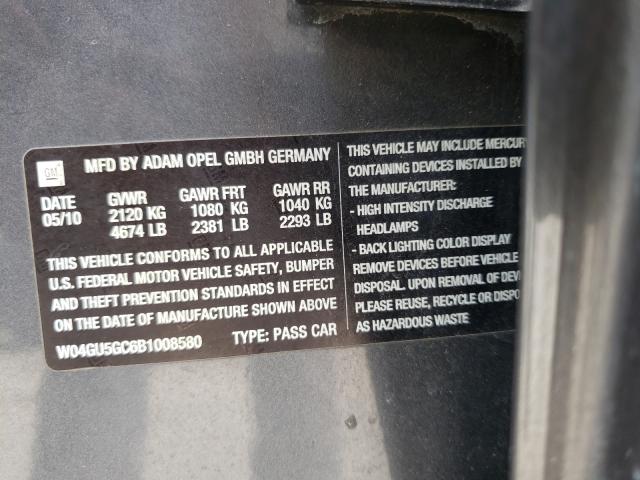 GM
MFD BY ADAM OPEL GMBH GERMANY
DATE GVWR GAWR FRT GAWR RR
05/10 2120 KG 1080 KG 1040 KG
4674 LB 2381 LB 2293 LB
THIS VEHICLE CONFORMS TO ALL APPLICABLE
U.S. FEDERAL MOTOR VEHICLE SAFETY, BUMPER
AND THEFT PREVENTION STANDARDS IN EFFECT
ON THE DATE OF MANUFACTURE SHOWN ABOVE
W04GU5GC6B1008580 TYPE: PASS CAR
THIS VEHICLE MAY INCLUDE MERCUR
CONTAINING DEVICES INSTALLED BY
THE MANUFACTURER:
- HIGH INTENSITY DISCHARGE
HEADLAMPS
- BACK LIGHTING COLOR DISPLAY
REMOVE DEVICES BEFORE VEHICLE
DISPOSAL. UPON REMOVAL OF DEV
PLEASE REUSE, RECYCLE OR DISPO
AS HAZARDOUS WASTE